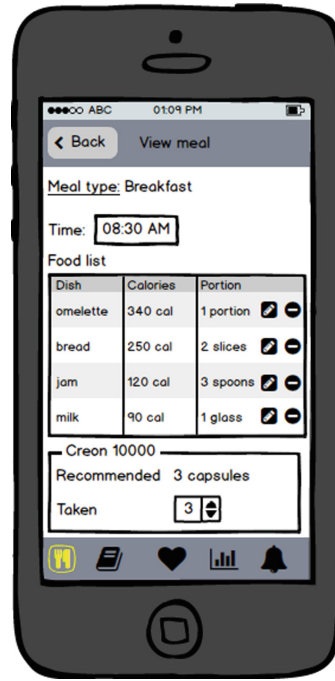 ABC 01:09 PM
Back View meal
Meal type: Breakfast
Time: 08:30 AM
Food list
Dish Calories Portion
omelette 340 cal 1 portion
bread 250 cal 2 slices
jam 120 cal 3 spoons
milk 90 cal 1 glass
Creon 10000
Recommended 3 capsules
Taken 3